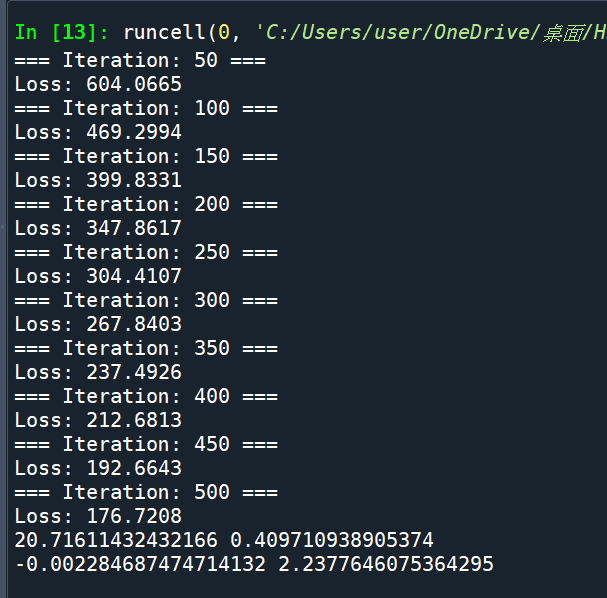 In [13]: runcell(0, 'C:/Users/user/OneDrive/桌面/H
=== Iteration: 50 ===
Loss: 604.0665
=== Iteration: 100 ===
Loss: 469.2994
=== Iteration: 150 ===
Loss: 399.8331
=== Iteration: 200 ===
Loss: 347.8617
=== Iteration: 250 ===
Loss: 304.4107
=== Iteration: 300 ===
Loss: 267.8403
=== Iteration: 350 ===
Loss: 237.4926
=== Iteration: 400 ===
Loss: 212.6813
=== Iteration: 450 ===
Loss: 192.6643
=== Iteration: 500 ===
Loss: 176.7208
20.71611432432166 0.409710938905374
-0.002284687474714132 2.2377646075364295